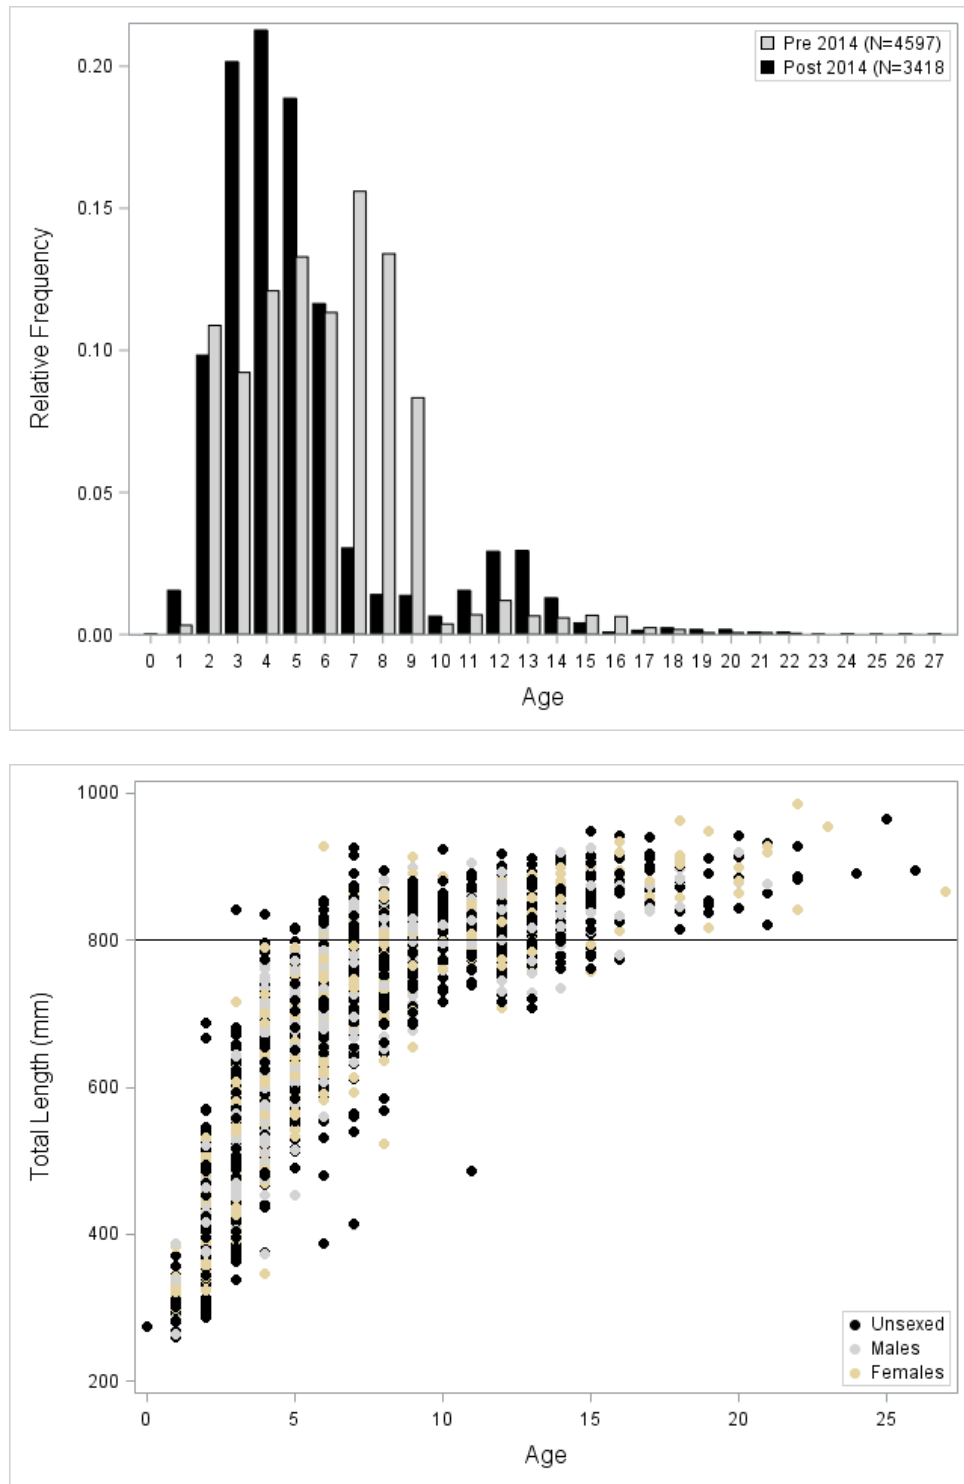 Pre 2014 (N=4597)
Post 2014 (N=3418
Relative Frequency
0.20
0.15
0.10
0.05
0.00
0 1 2 3 4 5 6 7 8 9 10 11 12 13 14 15 16 17 18 19 20 21 22 23 24 25 26 27
Age
Total Length (mm)
1000
800
600
400
200
Unsexed
Males
Females
0 5 10 15 20 25
Age